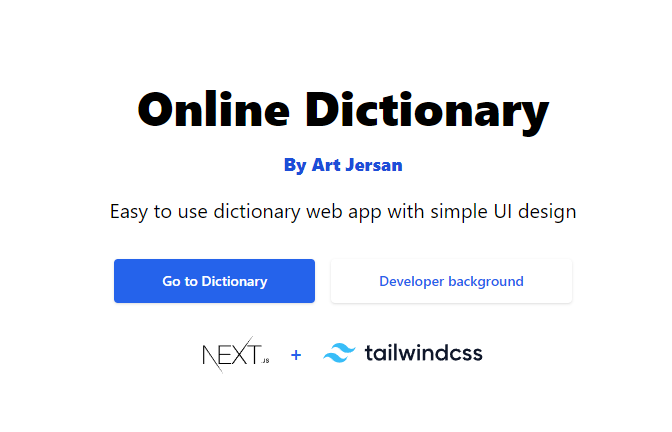 Online Dictionary
By Art Jersan
Easy to use dictionary web app with simple UI design
Go to Dictionary Developer background
NEXT.JS + tailwindcss